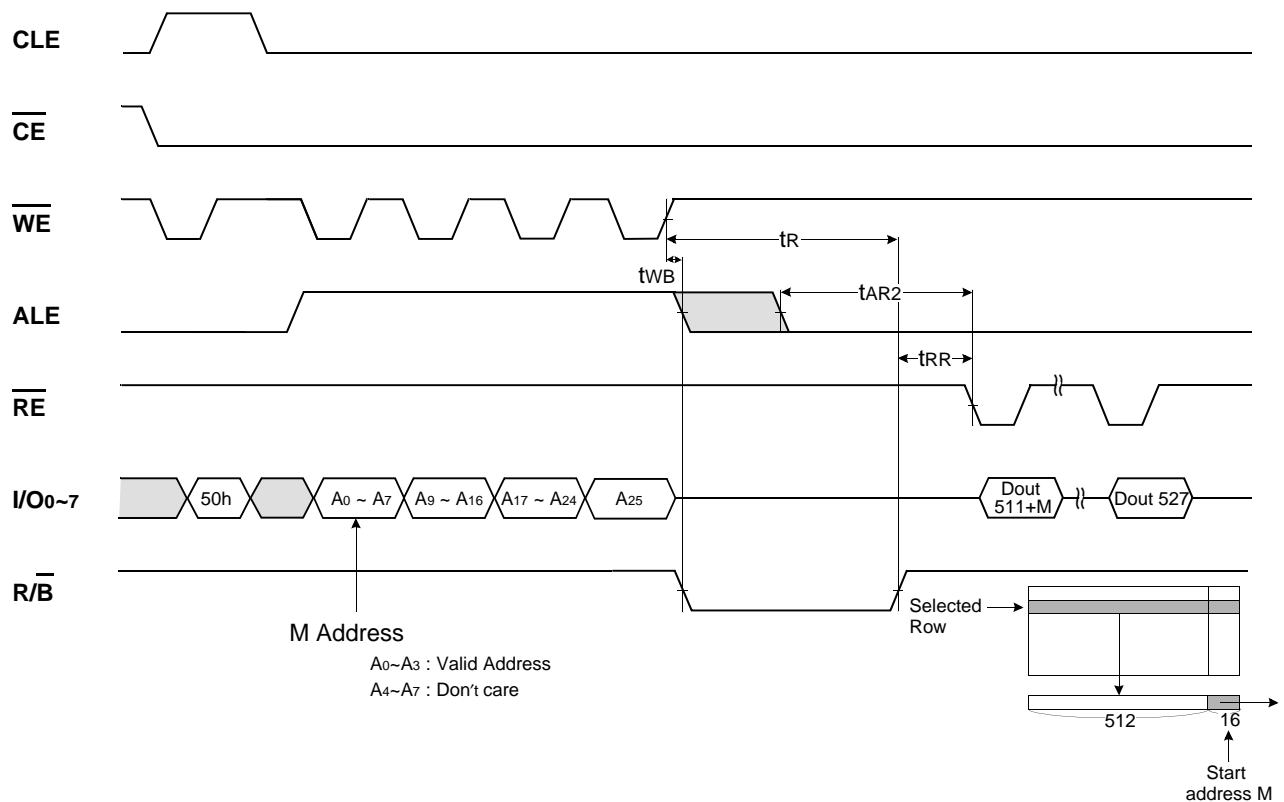 CLE
CE
WE
tR
tWB
tAR2
ALE
tRR
RE
I/O0~7
50h
A0 ~ A7
A9 ~ A16
A17 ~ A24
A25
Dout
511+M
Dout 527
R/B
Selected
Row
M Address
A0~A3 : Valid Address
A4~A7 : Don't care
512
16
Start
address M